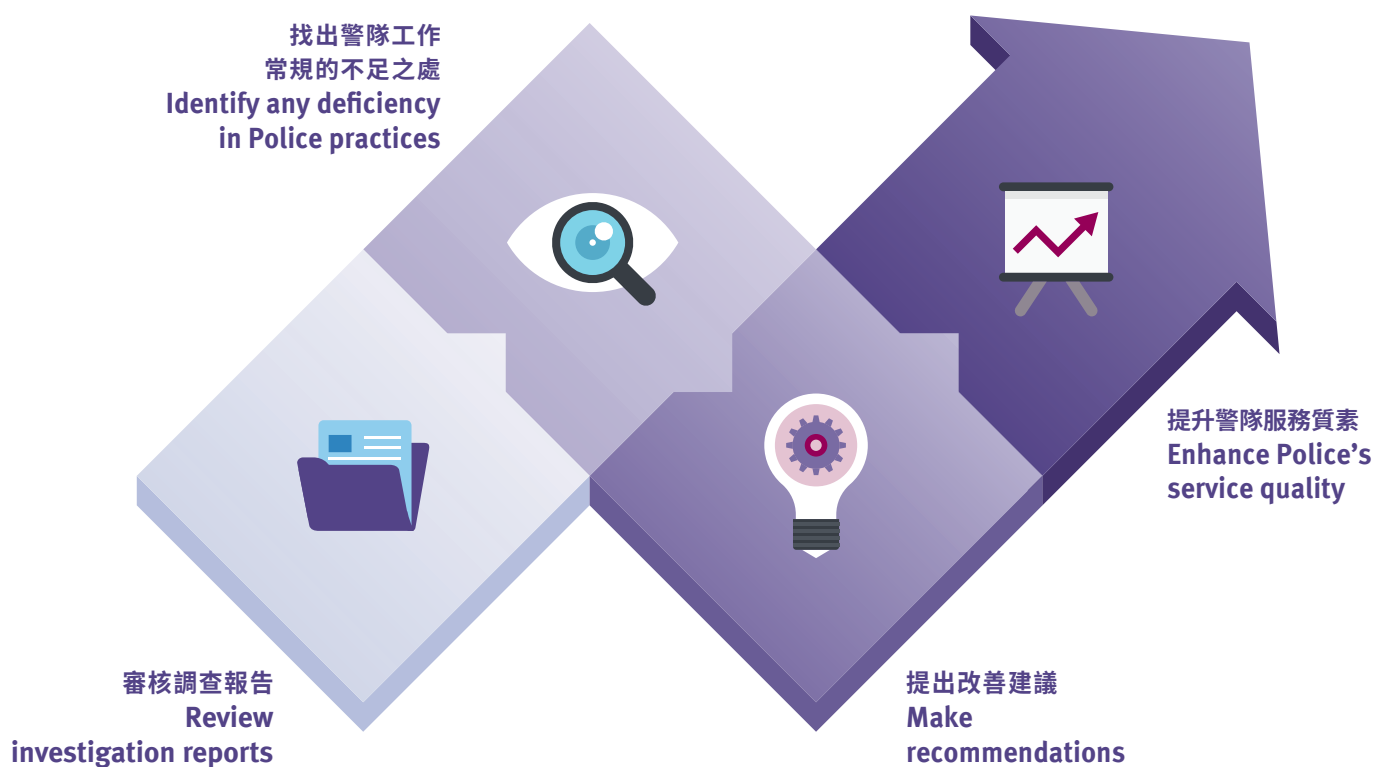 找出警隊工作
常規的不足之處
Identify any deficiency
in Police practices
審核調查報告
Review
investigation reports
提出改善建議
Make
recommendations
提升警隊服務質素
Enhance Police’s
service quality